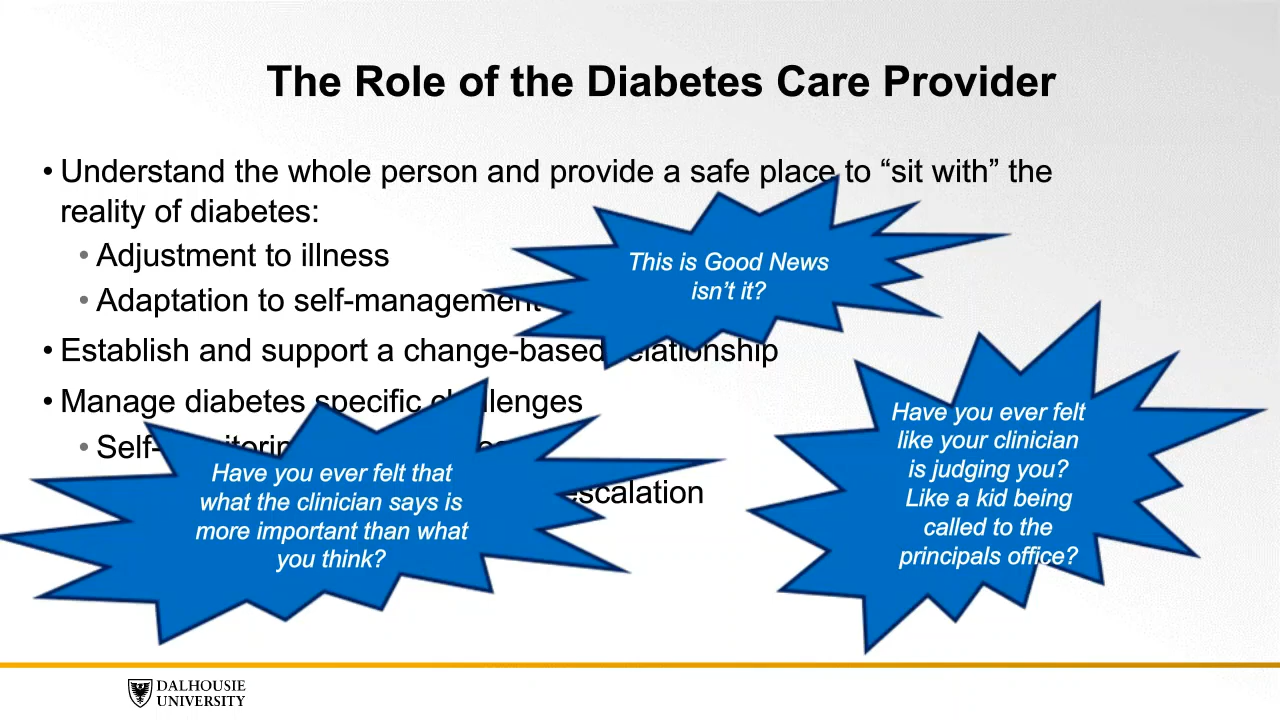 The Role of the Diabetes Care Provider
• Understand the whole person and provide a safe place to “sit with” the
reality of diabetes:
• Adjustment to illness
• Adaptation to self-management
• Establish and support a change-based relationship
• Manage diabetes specific challenges
• Self-
escalation
This is Good News
isn’t it?
Have you ever felt that
what the clinician says is
more important than what
you think?
Have you ever felt
like your clinician
is judging you?
Like a kid being
called to the
principals office?
DALHOUSIE
UNIVERSITY